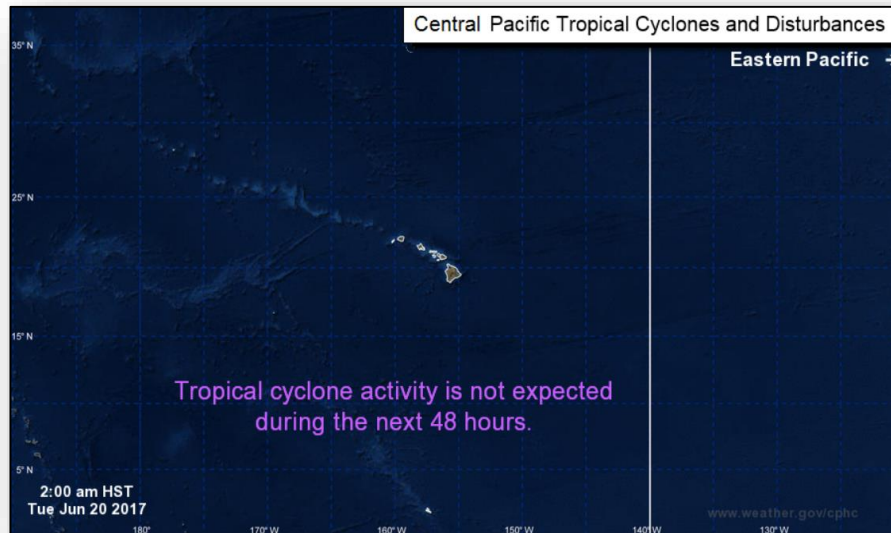 Central Pacific Tropical Cyclones and Disturbances
35° N
Eastern Pacific
25° N
15° N
Tropical cyclone activity is not expected
during the next 48 hours.
5° N
2:00 am HST
Tue Jun 20 2017
www.weather.gov/cphc
180° 170° W 160° W 150° W 140° W 130° W